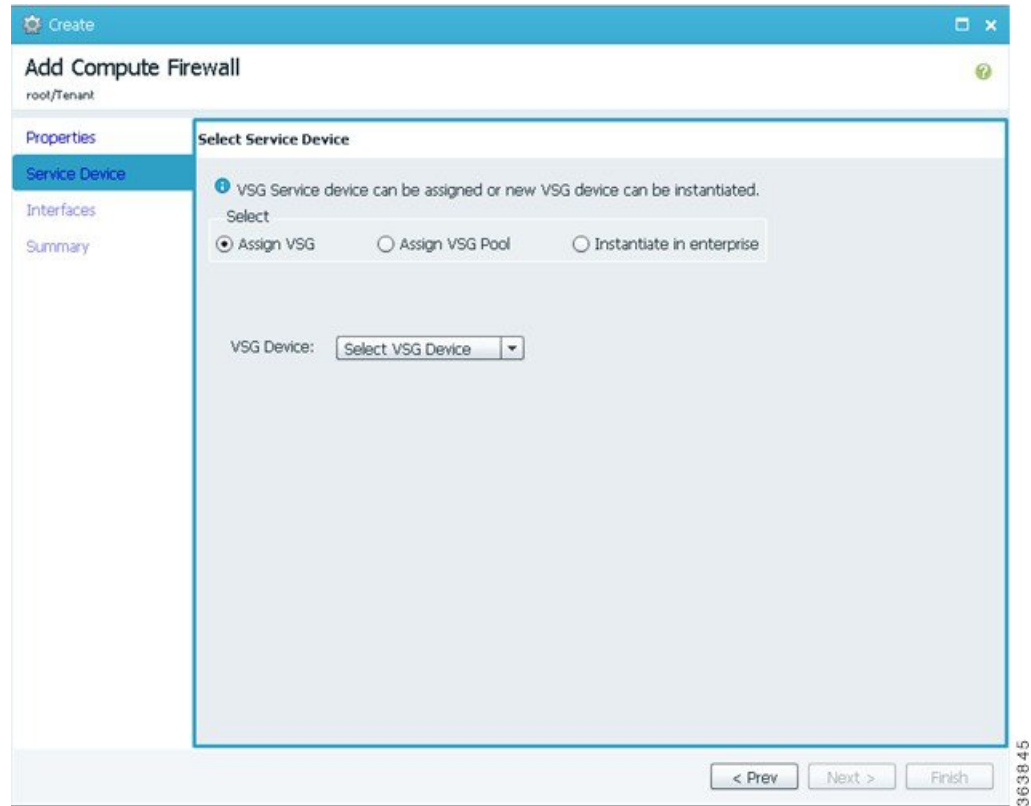 Create
Add Compute Firewall
root/Tenant
Properties
Service Device
Interfaces
Summary
Select Service Device
VSG Service device can be assigned or new VSG device can be instantiated.
Select
Assign VSG
Assign VSG Pool
Instantiate in enterprise
VSG Device:
Select VSG Device
< Prev
Next >
Finish
363845